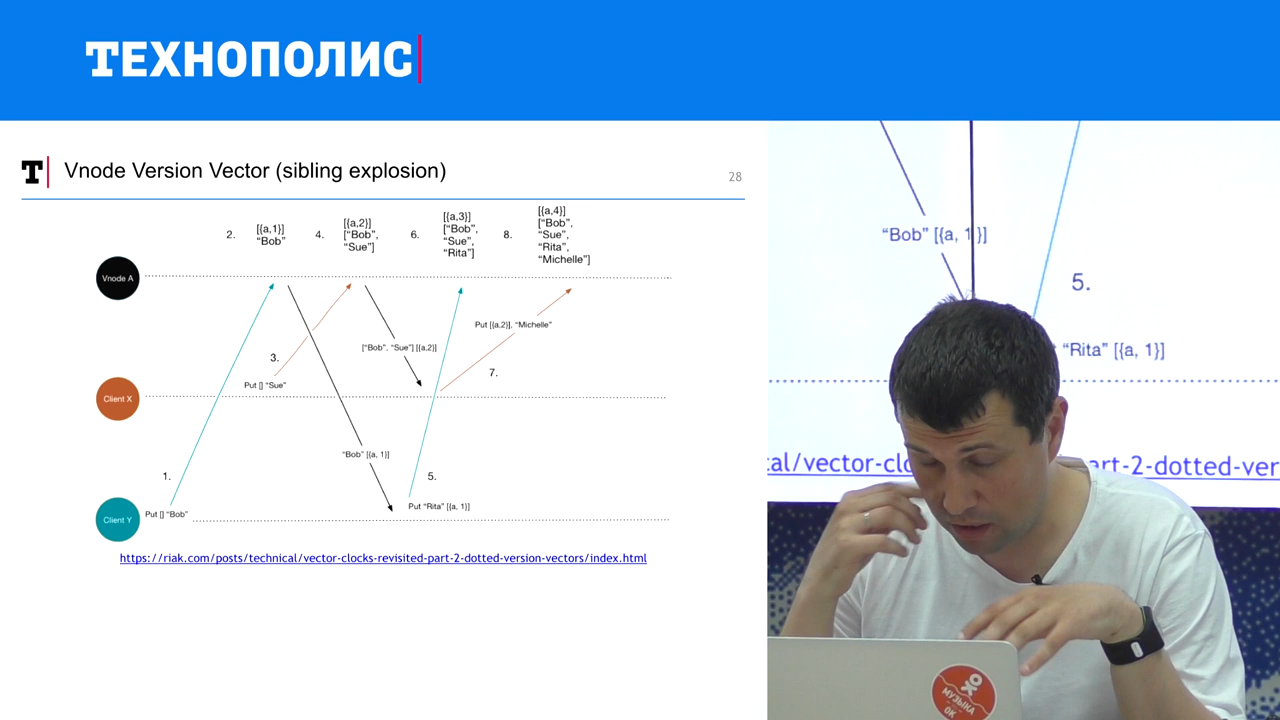 ТЕХНОПОЛИС
T Vnode Version Vector (sibling explosion)
28
2.
[{a,1}]
“Bob”
4.
[{a,2}]
[“Bob”,
“Sue”]
6.
[{a,3}]
[“Bob”,
“Sue”,
“Rita”]
8.
[{a,4}]
[“Bob”,
“Sue”,
“Rita”,
“Michelle”]
Vnode A
Put [{a,2}], “Michelle”
[“Bob”, “Sue”] [{a,2}]
3.
7.
Put [] “Sue”
Client X
“Bob” [{a, 1}]
1.
5.
Put “Rita” [{a, 1}]
Put [] “Bob”
Client Y
https://riak.com/posts/technical/vector-clocks-revisited-part-2-dotted-version-vectors/index.html
“Bob” [{a, 1}]
5.
“Rita” [{a, 1}]
al/vector-clo
art-2-dotted-ver
МУЗЫКА
ОК